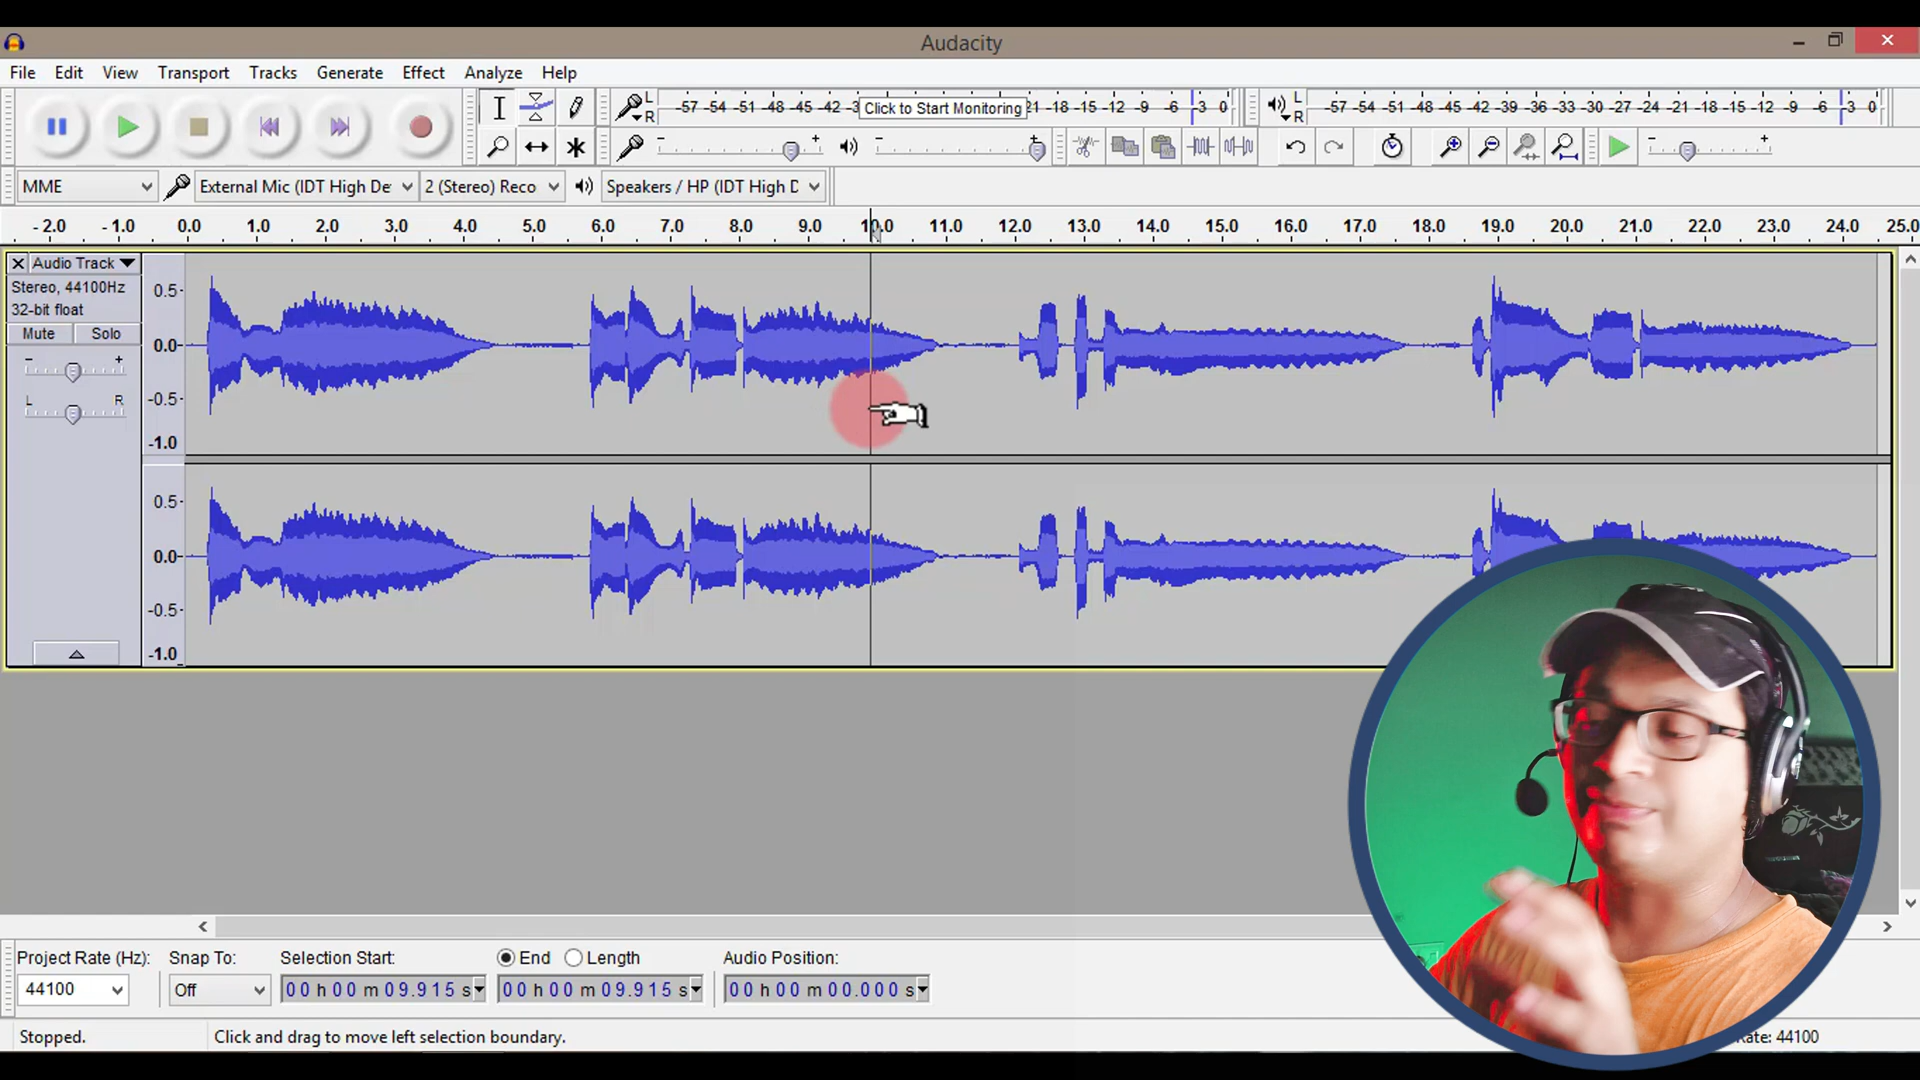 Audacity
File Edit View Transport Tracks Generate Effect Analyze Help
L -57 -54 -51 -48 -45 -42 -3 Click to Start Monitoring 21 -18 -15 -12 -9 -6 -3 0 L -57 -54 -51 -48 -45 -42 -39 -36 -33 -30 -27 -24 -21 -18 -15 -12 -9 -6 -3 0
R R
- + - + - +
MME External Mic (IDT High De 2 (Stereo) Reco Speakers / HP (IDT High D
- 2.0 - 1.0 0.0 1.0 2.0 3.0 4.0 5.0 6.0 7.0 8.0 9.0 10.0 11.0 12.0 13.0 14.0 15.0 16.0 17.0 18.0 19.0 20.0 21.0 22.0 23.0 24.0 25.0
Audio Track
Stereo, 44100Hz
32-bit float
Mute Solo
- +
L R
0.5
0.0
-0.5
-1.0
0.5
0.0
-0.5
-1.0
Project Rate (Hz): Snap To: Selection Start: End Length Audio Position:
44100 Off 00 h 00 m 09.915 s 00 h 00 m 09.915 s 00 h 00 m 00.000 s
Stopped. Click and drag to move left selection boundary. Rate: 44100